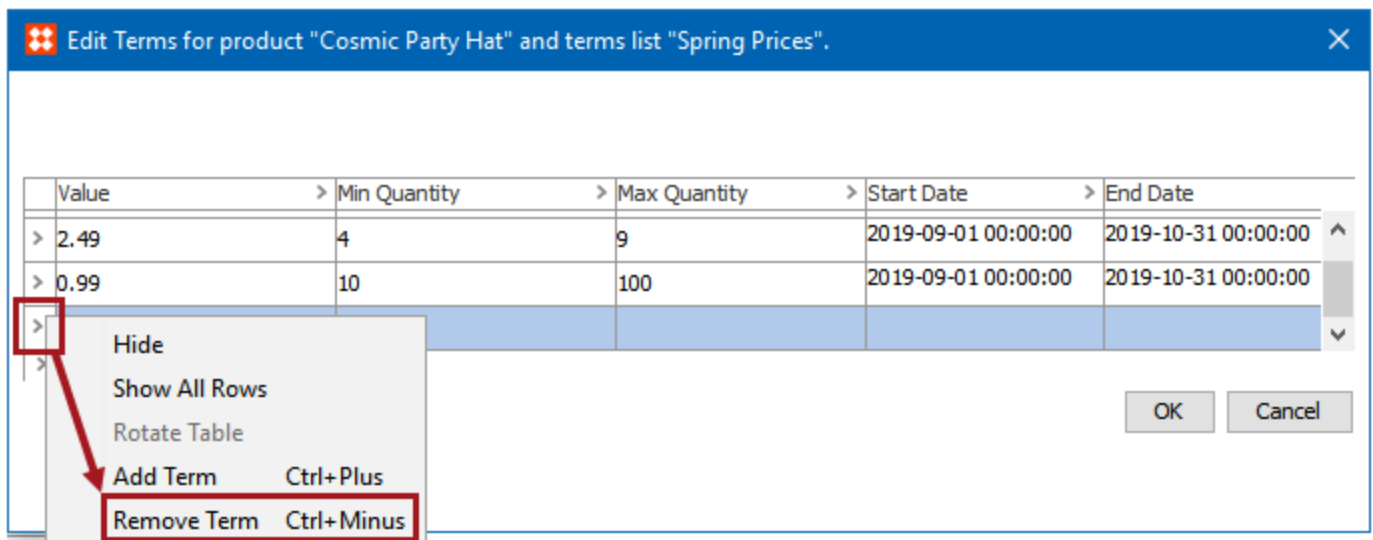 Edit Terms for product "Cosmic Party Hat" and terms list "Spring Prices".
Value > Min Quantity > Max Quantity > Start Date > End Date
> 2.49 4 9 2019-09-01 00:00:00 2019-10-31 00:00:00
> 0.99 10 100 2019-09-01 00:00:00 2019-10-31 00:00:00
>
Hide
>
Show All Rows
Rotate Table
OK Cancel
Add Term Ctrl+Plus
Remove Term Ctrl+Minus